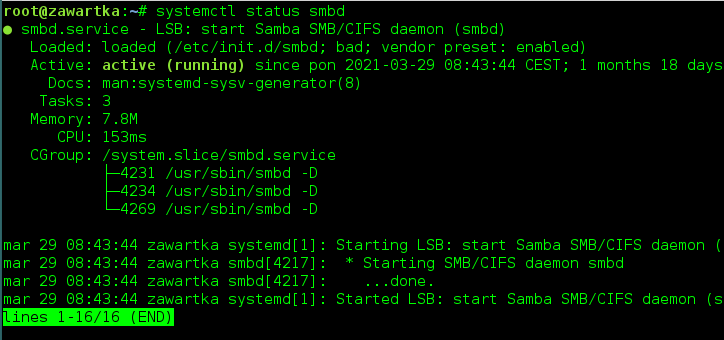 root@zawartka:~# systemctl status smbd
● smbd.service - LSB: start Samba SMB/CIFS daemon (smbd)
   Loaded: loaded (/etc/init.d/smbd; bad; vendor preset: enabled)
   Active: active (running) since pon 2021-03-29 08:43:44 CEST; 1 months 18 days
     Docs: man:systemd-sysv-generator(8)
    Tasks: 3
   Memory: 7.8M
      CPU: 153ms
   CGroup: /system.slice/smbd.service
           ├─4231 /usr/sbin/smbd -D
           ├─4234 /usr/sbin/smbd -D
           └─4269 /usr/sbin/smbd -D

mar 29 08:43:44 zawartka systemd[1]: Starting LSB: start Samba SMB/CIFS daemon (
mar 29 08:43:44 zawartka smbd[4217]:  * Starting SMB/CIFS daemon smbd
mar 29 08:43:44 zawartka smbd[4217]:    ...done.
mar 29 08:43:44 zawartka systemd[1]: Started LSB: start Samba SMB/CIFS daemon (s
lines 1-16/16 (END)